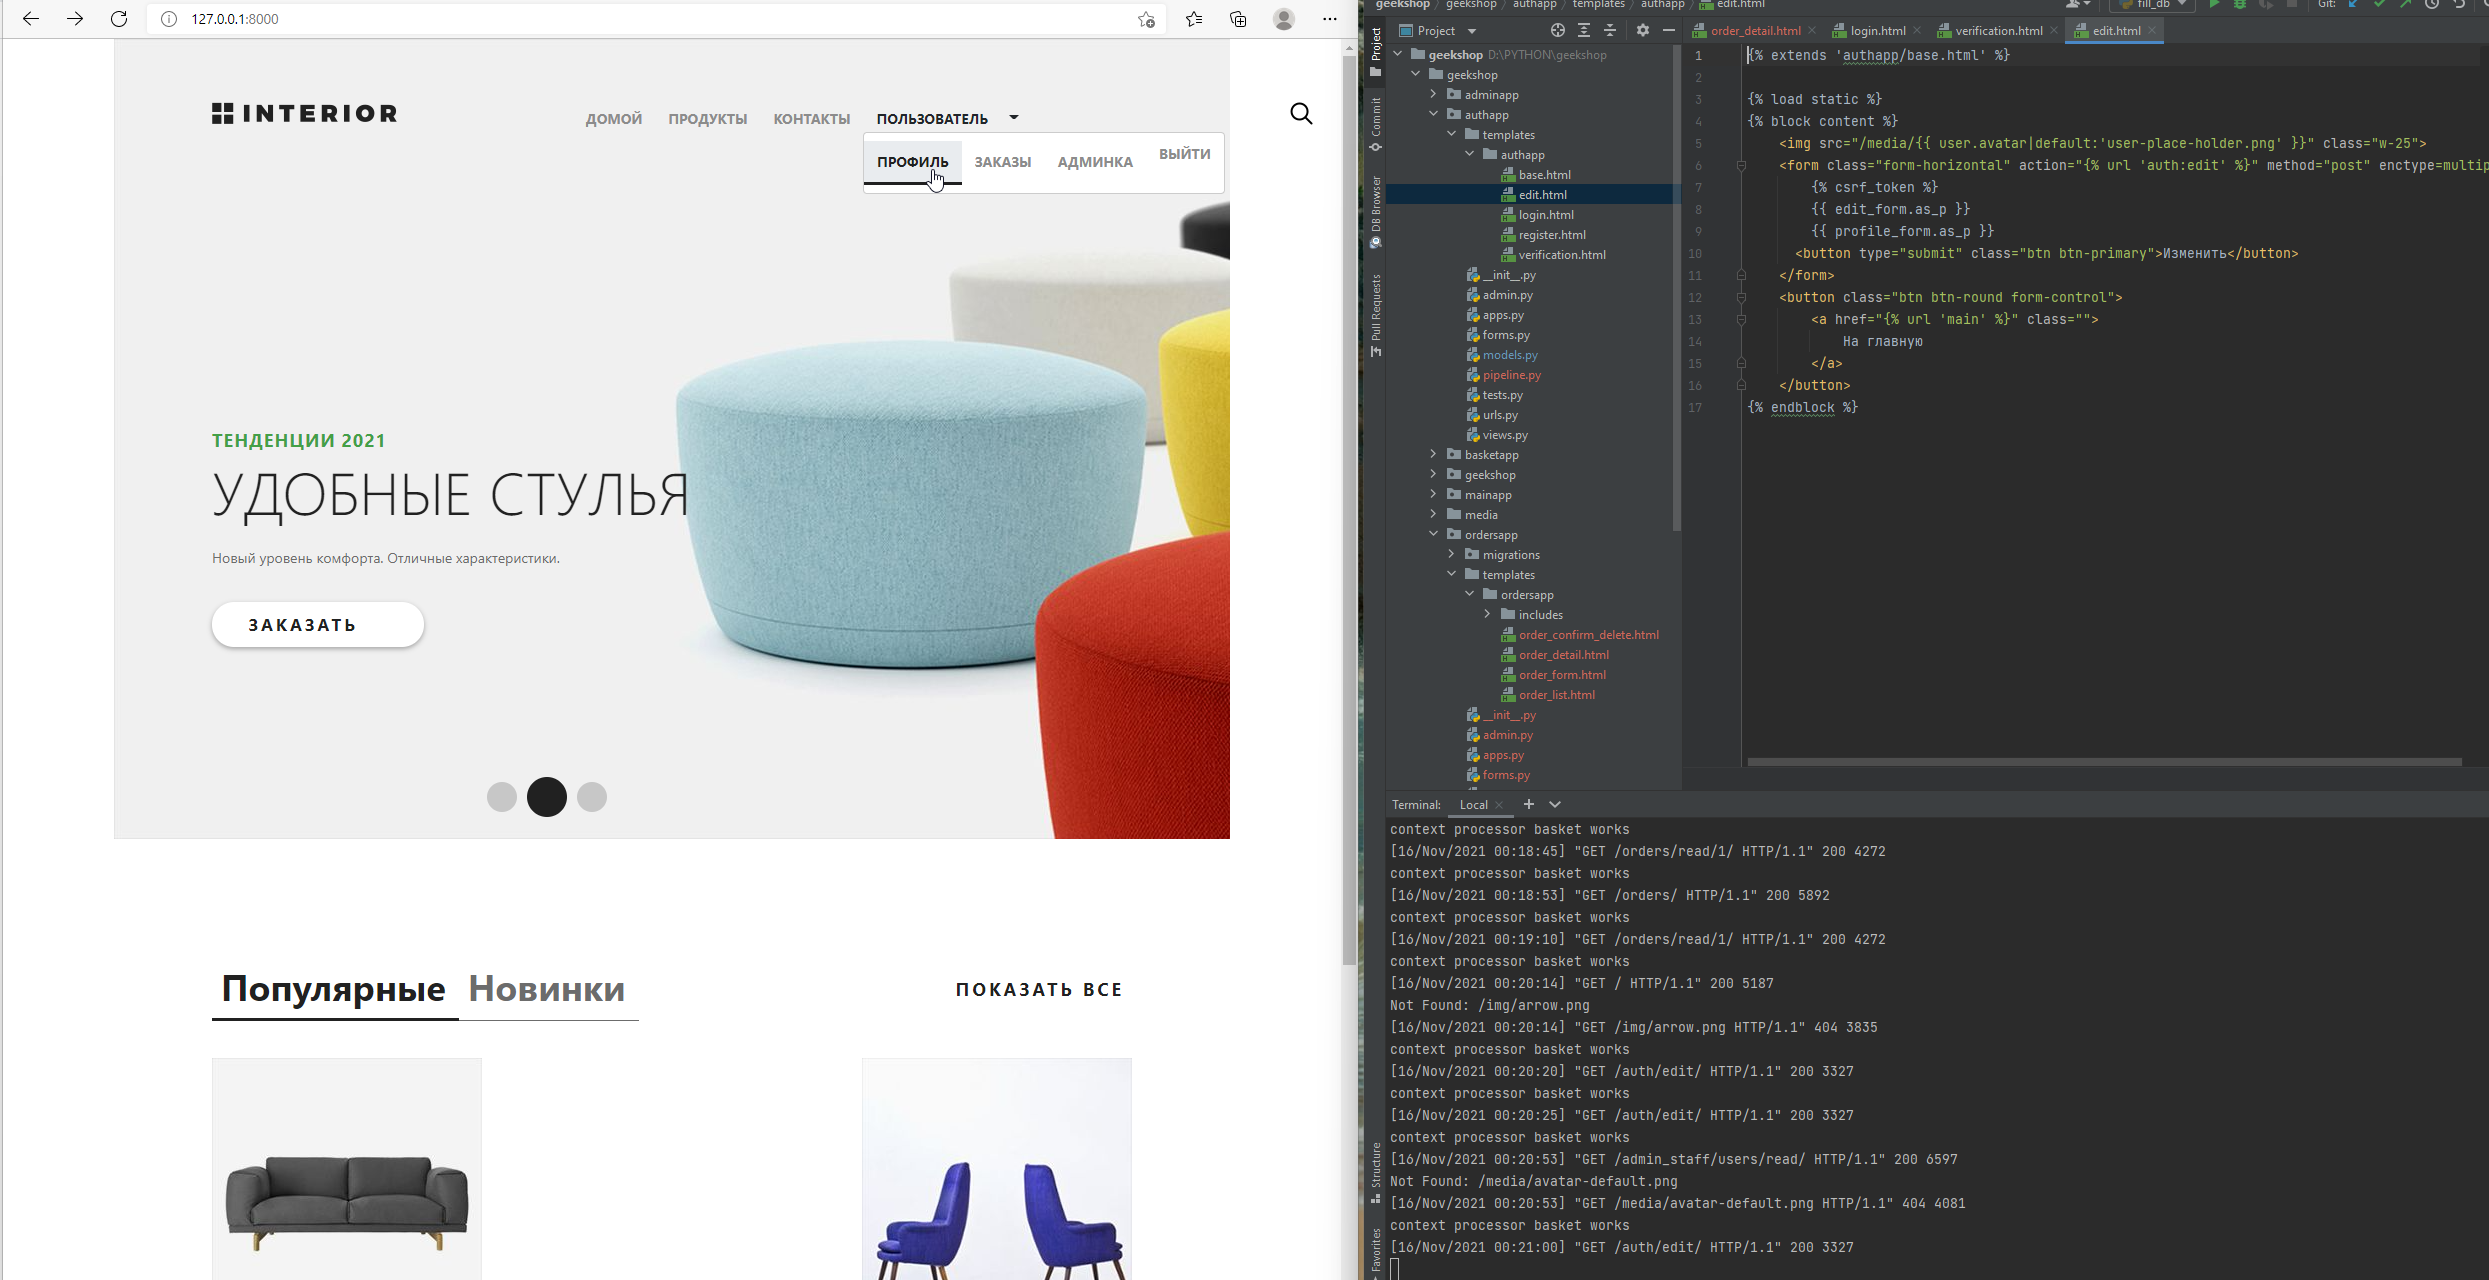 127.0.0.1:8000
INTERIOR
ДОМОЙ
ПРОДУКТЫ
КОНТАКТЫ
ПОЛЬЗОВАТЕЛЬ
ПРОФИЛЬ
ЗАКАЗЫ
АДМИНКА
ВЫЙТИ
ТЕНДЕНЦИИ 2021
УДОБНЫЕ СТУЛЬЯ
Новый уровень комфорта. Отличные характеристики.
ЗАКАЗАТЬ
Популярные
Новинки
ПОКАЗАТЬ ВСЕ
geekshop geekshop authapp templates authapp edit.html
fill_db
Git:
Project
order_detail.html
login.html
verification.html
edit.html
Project
Commit
DB Browser
Pull Requests
Structure
Favorites
geekshop D:\PYTHON\geekshop
geekshop
adminapp
authapp
templates
authapp
base.html
edit.html
login.html
register.html
verification.html
__init__.py
admin.py
apps.py
forms.py
models.py
pipeline.py
tests.py
urls.py
views.py
basketapp
geekshop
mainapp
media
ordersapp
migrations
templates
ordersapp
includes
order_confirm_delete.html
order_detail.html
order_form.html
order_list.html
__init__.py
admin.py
apps.py
forms.py
1 {% extends 'authapp/base.html' %}
2
3 {% load static %}
4 {% block content %}
5 <img src="/media/{{ user.avatar|default:'user-place-holder.png' }}" class="w-25">
6 <form class="form-horizontal" action="{% url 'auth:edit' %}" method="post" enctype=multip
7 {% csrf_token %}
8 {{ edit_form.as_p }}
9 {{ profile_form.as_p }}
10 <button type="submit" class="btn btn-primary">Изменить</button>
11 </form>
12 <button class="btn btn-round form-control">
13 <a href="{% url 'main' %}" class="">
14 На главную
15 </a>
16 </button>
17 {% endblock %}
Terminal: Local
context processor basket works
[16/Nov/2021 00:18:45] "GET /orders/read/1/ HTTP/1.1" 200 4272
context processor basket works
[16/Nov/2021 00:18:53] "GET /orders/ HTTP/1.1" 200 5892
context processor basket works
[16/Nov/2021 00:19:10] "GET /orders/read/1/ HTTP/1.1" 200 4272
context processor basket works
[16/Nov/2021 00:20:14] "GET / HTTP/1.1" 200 5187
Not Found: /img/arrow.png
[16/Nov/2021 00:20:14] "GET /img/arrow.png HTTP/1.1" 404 3835
context processor basket works
[16/Nov/2021 00:20:20] "GET /auth/edit/ HTTP/1.1" 200 3327
context processor basket works
[16/Nov/2021 00:20:25] "GET /auth/edit/ HTTP/1.1" 200 3327
context processor basket works
[16/Nov/2021 00:20:53] "GET /admin_staff/users/read/ HTTP/1.1" 200 6597
Not Found: /media/avatar-default.png
[16/Nov/2021 00:20:53] "GET /media/avatar-default.png HTTP/1.1" 404 4081
context processor basket works
[16/Nov/2021 00:21:00] "GET /auth/edit/ HTTP/1.1" 200 3327